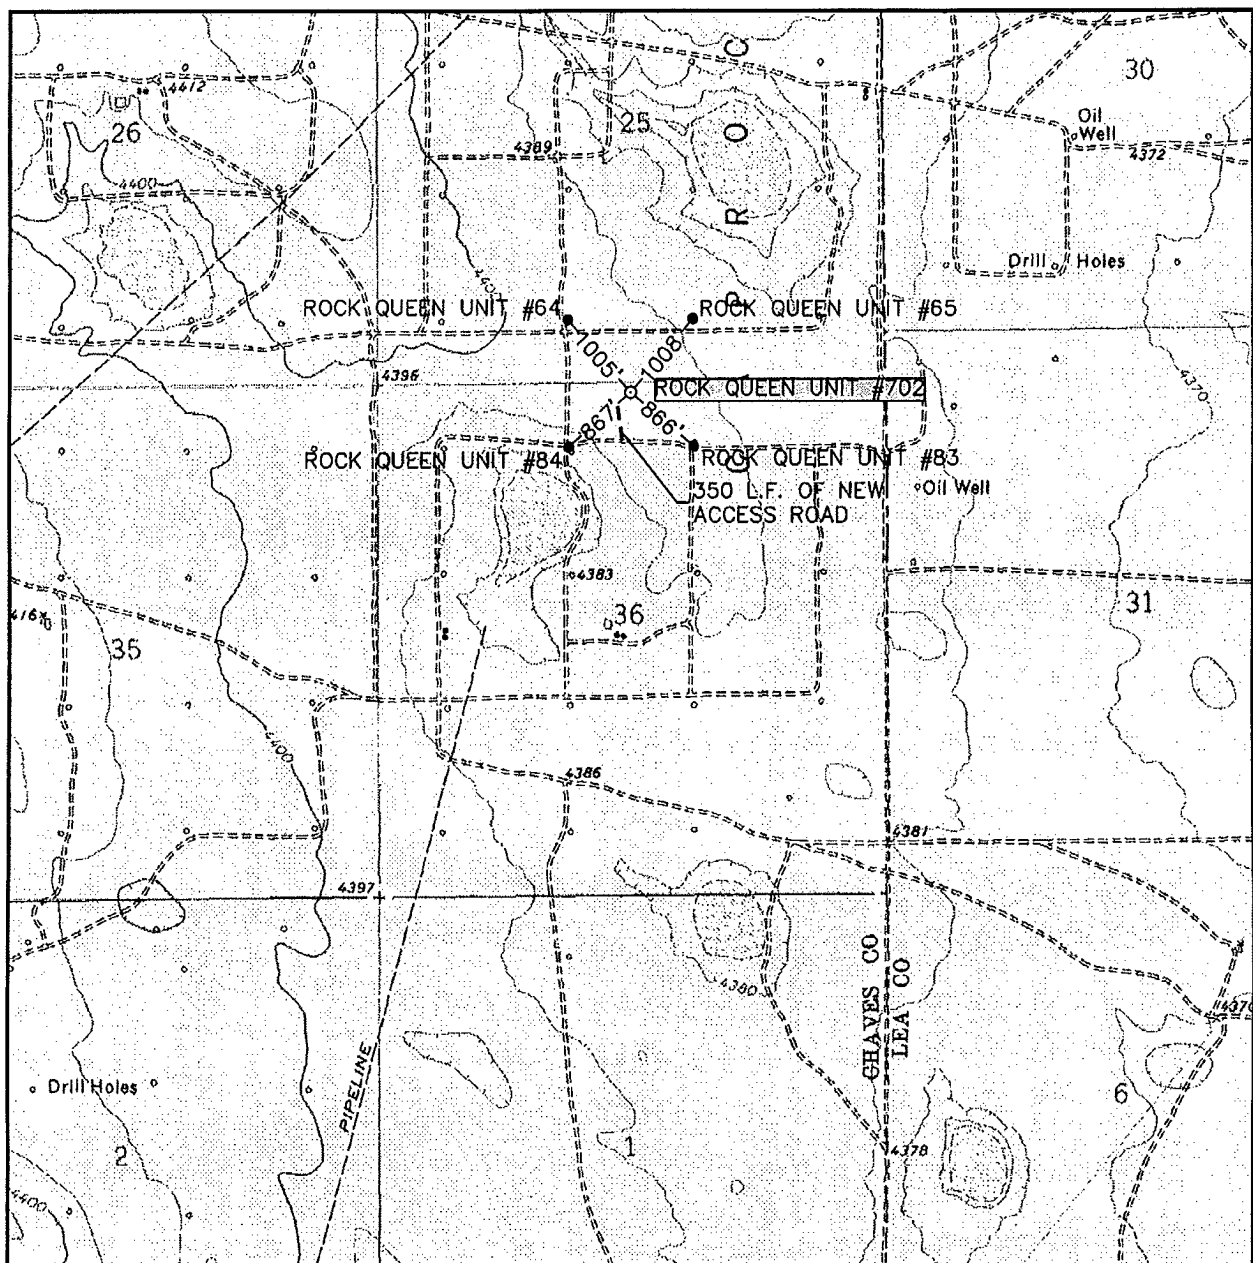 30
26
4412
25
4389
C
O
R
P
O
Oil
Well
4372
4400
4400
Drill Holes
ROCK QUEEN UNIT #64
ROCK QUEEN UNIT #65
1005'
1008'
4396
ROCK QUEEN UNIT #702
4370
867'
866'
ROCK QUEEN UNIT #84
ROCK QUEEN UNIT #83
350 L.F. OF NEW
ACCESS ROAD
Oil Well
4383
36
31
35
4400
4386
4381
4397
4380
CHAVES CO
LEA CO
4370
PIPELINE
Drill Holes
6
2
1
4378
4400